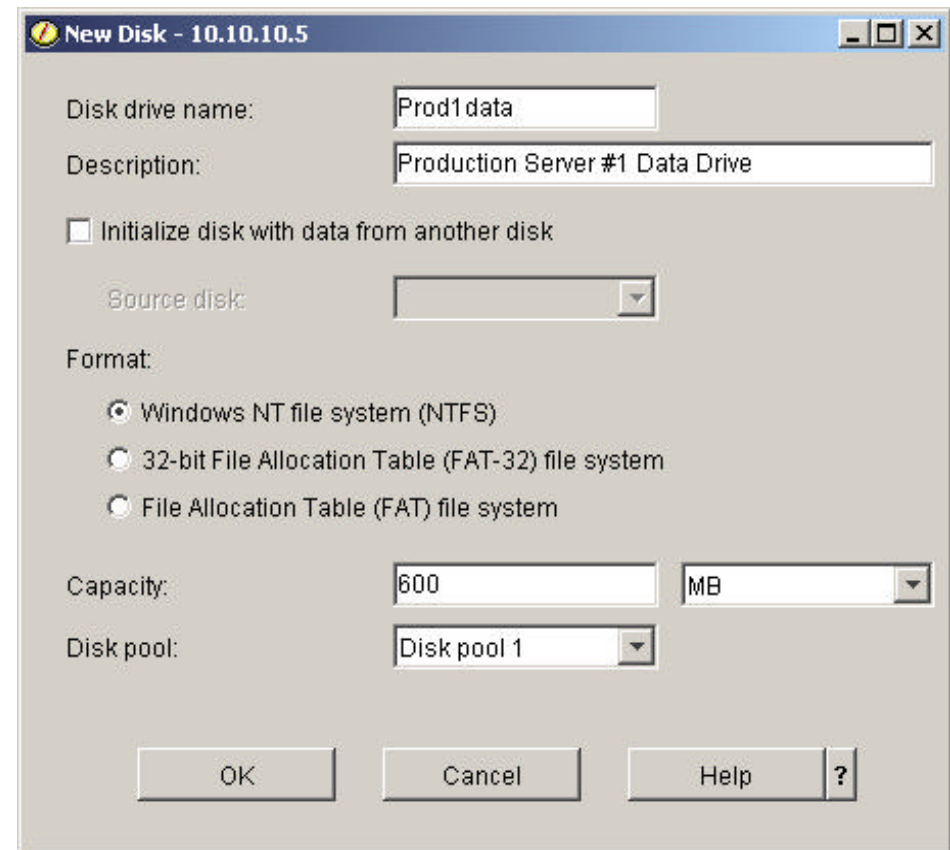 New Disk - 10.10.10.5
Disk drive name: Prod1data
Description: Production Server #1 Data Drive
Initialize disk with data from another disk
Source disk:
Format:
Windows NT file system (NTFS)
32-bit File Allocation Table (FAT-32) file system
File Allocation Table (FAT) file system
Capacity: 600 MB
Disk pool: Disk pool 1
OK Cancel Help ?